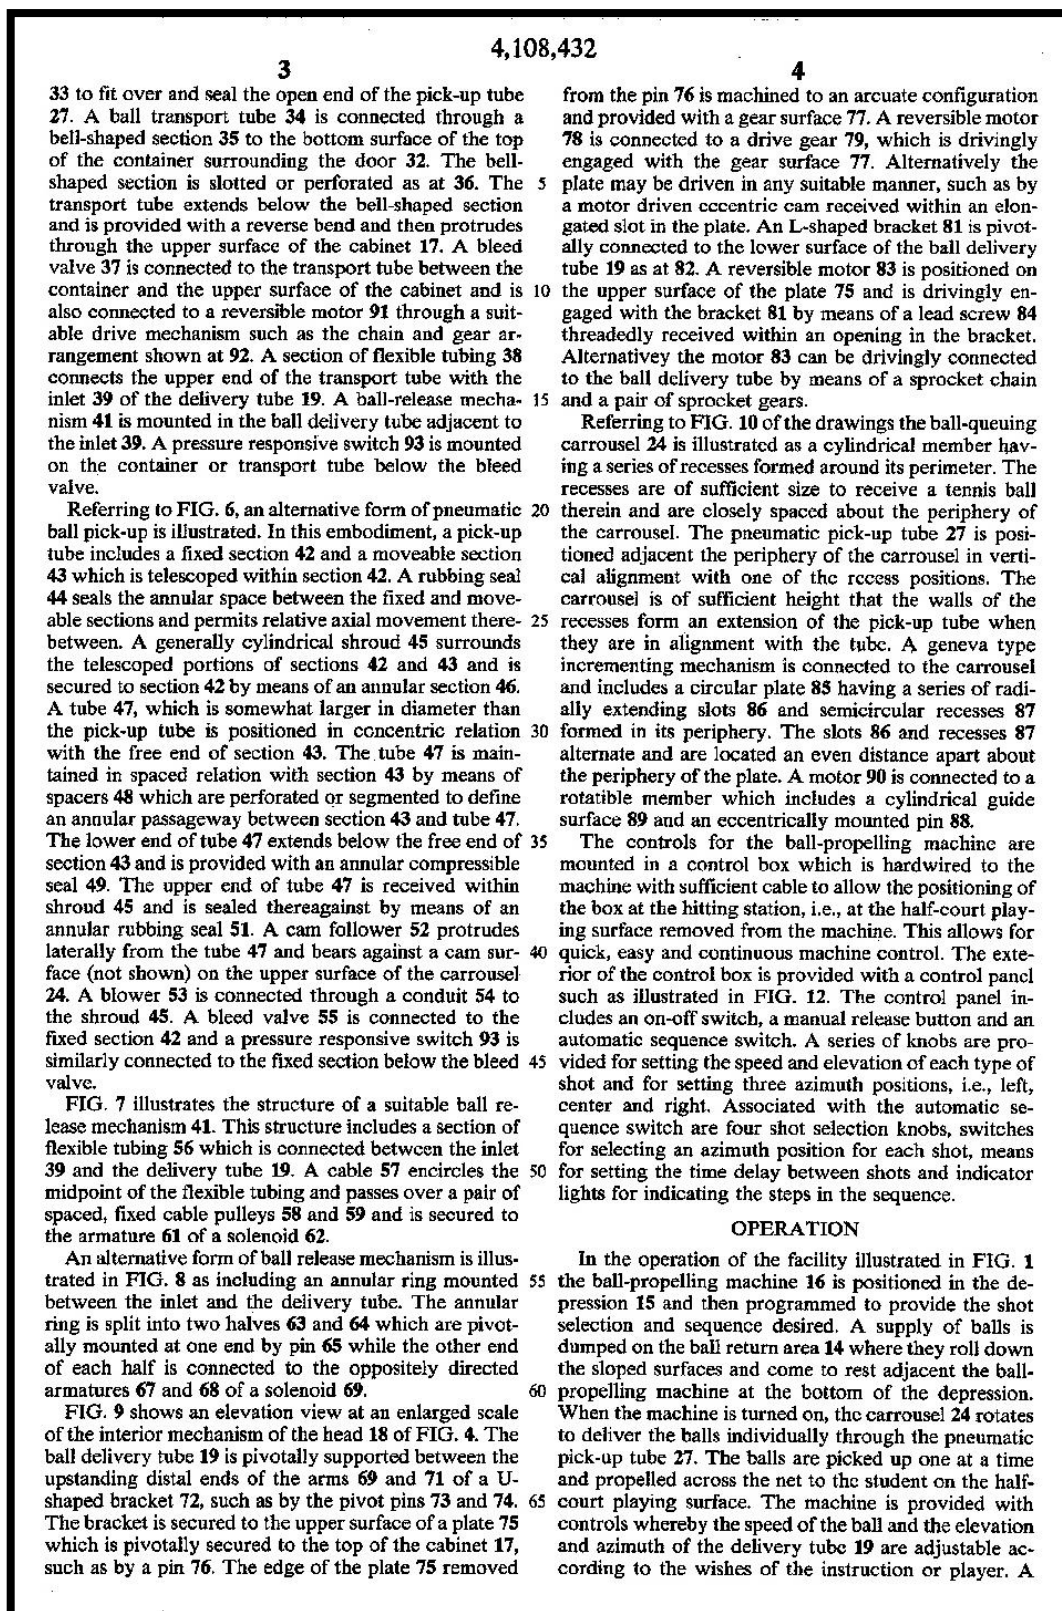 4,108,432
3
33 to fit over and seal the open end of the pick-up tube
27. A ball transport tube 34 is connected through a
bell-shaped section 35 to the bottom surface of the top
of the container surrounding the door 32. The bell-
shaped section is slotted or perforated as at 36. The
transport tube extends below the bell-shaped section
and is provided with a reverse bend and then protrudes
through the upper surface of the cabinet 17. A bleed
valve 37 is connected to the transport tube between the
container and the upper surface of the cabinet and is
also connected to a reversible motor 91 through a suit-
able drive mechanism such as the chain and gear ar-
rangement shown at 92. A section of flexible tubing 38
connects the upper end of the transport tube with the
inlet 39 of the delivery tube 19. A ball-release mecha-
nism 41 is mounted in the ball delivery tube adjacent to
the inlet 39. A pressure responsive switch 93 is mounted
on the container or transport tube below the bleed
valve.
Referring to FIG. 6, an alternative form of pneumatic
ball pick-up is illustrated. In this embodiment, a pick-up
tube includes a fixed section 42 and a moveable section
43 which is telescoped within section 42. A rubbing seal
44 seals the annular space between the fixed and move-
able sections and permits relative axial movement there-
between. A generally cylindrical shroud 45 surrounds
the telescoped portions of sections 42 and 43 and is
secured to section 42 by means of an annular section 46.
A tube 47, which is somewhat larger in diameter than
the pick-up tube is positioned in concentric relation
with the free end of section 43. The tube 47 is main-
tained in spaced relation with section 43 by means of
spacers 48 which are perforated or segmented to define
an annular passageway between section 43 and tube 47.
The lower end of tube 47 extends below the free end of
section 43 and is provided with an annular compressible
seal 49. The upper end of tube 47 is received within
shroud 45 and is sealed thereagainst by means of an
annular rubbing seal 51. A cam follower 52 protrudes
laterally from the tube 47 and bears against a cam sur-
face (not shown) on the upper surface of the carrousel
24. A blower 53 is connected through a conduit 54 to
the shroud 45. A bleed valve 55 is connected to the
fixed section 42 and a pressure responsive switch 93 is
similarly connected to the fixed section below the bleed
valve.
FIG. 7 illustrates the structure of a suitable ball re-
lease mechanism 41. This structure includes a section of
flexible tubing 56 which is connected between the inlet
39 and the delivery tube 19. A cable 57 encircles the
midpoint of the flexible tubing and passes over a pair of
spaced, fixed cable pulleys 58 and 59 and is secured to
the armature 61 of a solenoid 62.
An alternative form of ball release mechanism is illus-
trated in FIG. 8 as including an annular ring mounted
between the inlet and the delivery tube. The annular
ring is split into two halves 63 and 64 which are pivot-
ally mounted at one end by pin 65 while the other end
of each half is connected to the oppositely directed
armatures 67 and 68 of a solenoid 69.
FIG. 9 shows an elevation view at an enlarged scale
of the interior mechanism of the head 18 of FIG. 4. The
ball delivery tube 19 is pivotally supported between the
upstanding distal ends of the arms 69 and 71 of a U-
shaped bracket 72, such as by the pivot pins 73 and 74.
The bracket is secured to the upper surface of a plate 75
which is pivotally secured to the top of the cabinet 17,
such as by a pin 76. The edge of the plate 75 removed
5
10
15
20
25
30
35
40
45
50
55
60
65
4
from the pin 76 is machined to an arcuate configuration
and provided with a gear surface 77. A reversible motor
78 is connected to a drive gear 79, which is drivingly
engaged with the gear surface 77. Alternatively the
plate may be driven in any suitable manner, such as by
a motor driven eccentric cam received within an elon-
gated slot in the plate. An L-shaped bracket 81 is pivot-
ally connected to the lower surface of the ball delivery
tube 19 as at 82. A reversible motor 83 is positioned on
the upper surface of the plate 75 and is drivingly en-
gaged with the bracket 81 by means of a lead screw 84
threadedly received within an opening in the bracket.
Alternativey the motor 83 can be drivingly connected
to the ball delivery tube by means of a sprocket chain
and a pair of sprocket gears.
Referring to FIG. 10 of the drawings the ball-queuing
carrousel 24 is illustrated as a cylindrical member hav-
ing a series of recesses formed around its perimeter. The
recesses are of sufficient size to receive a tennis ball
therein and are closely spaced about the periphery of
the carrousel. The pneumatic pick-up tube 27 is posi-
tioned adjacent the periphery of the carrousel in verti-
cal alignment with one of the recess positions. The
carrousel is of sufficient height that the walls of the
recesses form an extension of the pick-up tube when
they are in alignment with the tube. A geneva type
incrementing mechanism is connected to the carrousel
and includes a circular plate 85 having a series of radi-
ally extending slots 86 and semicircular recesses 87
formed in its periphery. The slots 86 and recesses 87
alternate and are located an even distance apart about
the periphery of the plate. A motor 90 is connected to a
rotatible member which includes a cylindrical guide
surface 89 and an eccentrically mounted pin 88.
The controls for the ball-propelling machine are
mounted in a control box which is hardwired to the
machine with sufficient cable to allow the positioning of
the box at the hitting station, i.e., at the half-court play-
ing surface removed from the machine. This allows for
quick, easy and continuous machine control. The exte-
rior of the control box is provided with a control panel
such as illustrated in FIG. 12. The control panel in-
cludes an on-off switch, a manual release button and an
automatic sequence switch. A series of knobs are pro-
vided for setting the speed and elevation of each type of
shot and for setting three azimuth positions, i.e., left,
center and right. Associated with the automatic se-
quence switch are four shot selection knobs, switches
for selecting an azimuth position for each shot, means
for setting the time delay between shots and indicator
lights for indicating the steps in the sequence.
OPERATION
In the operation of the facility illustrated in FIG. 1
the ball-propelling machine 16 is positioned in the de-
pression 15 and then programmed to provide the shot
selection and sequence desired. A supply of balls is
dumped on the ball return area 14 where they roll down
the sloped surfaces and come to rest adjacent the ball-
propelling machine at the bottom of the depression.
When the machine is turned on, the carrousel 24 rotates
to deliver the balls individually through the pneumatic
pick-up tube 27. The balls are picked up one at a time
and propelled across the net to the student on the half-
court playing surface. The machine is provided with
controls whereby the speed of the ball and the elevation
and azimuth of the delivery tube 19 are adjustable ac-
cording to the wishes of the instruction or player. A